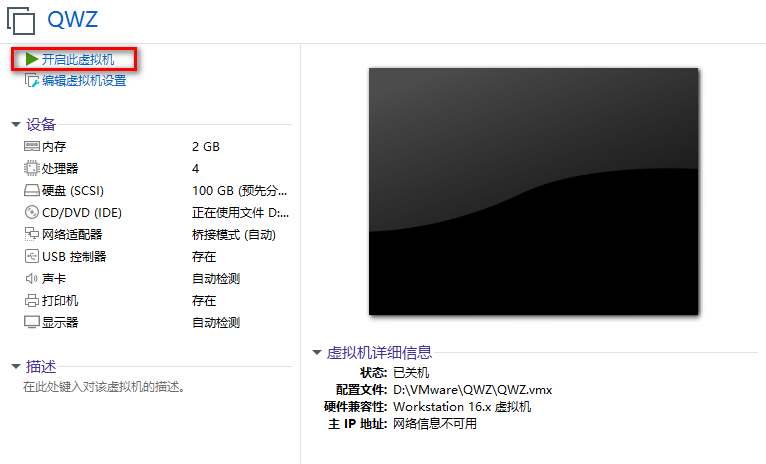 QWZ
开启此虚拟机
编辑虚拟机设置
设备
内存 2 GB
处理器 4
硬盘 (SCSI) 100 GB (预先分...
CD/DVD (IDE) 正在使用文件 D:...
网络适配器 桥接模式 (自动)
USB 控制器 存在
声卡 自动检测
打印机 存在
显示器 自动检测
描述
在此处键入对该虚拟机的描述。
虚拟机详细信息
状态: 已关机
配置文件: D:\VMware\QWZ\QWZ.vmx
硬件兼容性: Workstation 16.x 虚拟机
主 IP 地址: 网络信息不可用